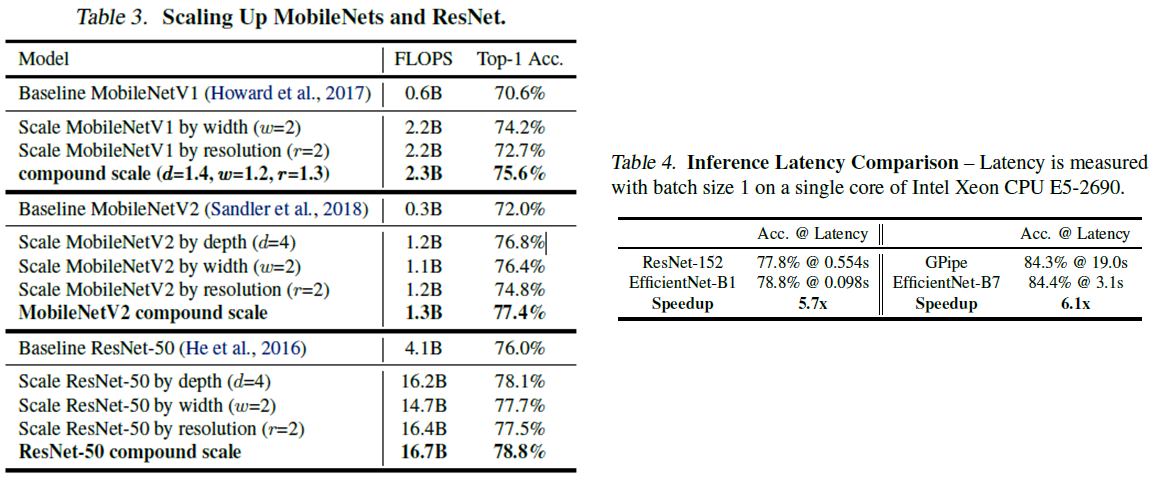 Table 3. Scaling Up MobileNets and ResNet.
Model FLOPS Top-1 Acc.
Baseline MobileNetV1 (Howard et al., 2017) 0.6B 70.6%
Scale MobileNetV1 by width (w=2) 2.2B 74.2%
Scale MobileNetV1 by resolution (r=2) 2.2B 72.7%
compound scale (d=1.4, w=1.2, r=1.3) 2.3B 75.6%
Baseline MobileNetV2 (Sandler et al., 2018) 0.3B 72.0%
Scale MobileNetV2 by depth (d=4) 1.2B 76.8%
Scale MobileNetV2 by width (w=2) 1.1B 76.4%
Scale MobileNetV2 by resolution (r=2) 1.2B 74.8%
MobileNetV2 compound scale 1.3B 77.4%
Baseline ResNet-50 (He et al., 2016) 4.1B 76.0%
Scale ResNet-50 by depth (d=4) 16.2B 78.1%
Scale ResNet-50 by width (w=2) 14.7B 77.7%
Scale ResNet-50 by resolution (r=2) 16.4B 77.5%
ResNet-50 compound scale 16.7B 78.8%
Table 4. Inference Latency Comparison – Latency is measured
with batch size 1 on a single core of Intel Xeon CPU E5-2690.
Acc. @ Latency Acc. @ Latency
ResNet-152 77.8% @ 0.554s GPipe 84.3% @ 19.0s
EfficientNet-B1 78.8% @ 0.098s EfficientNet-B7 84.4% @ 3.1s
Speedup 5.7x Speedup 6.1x